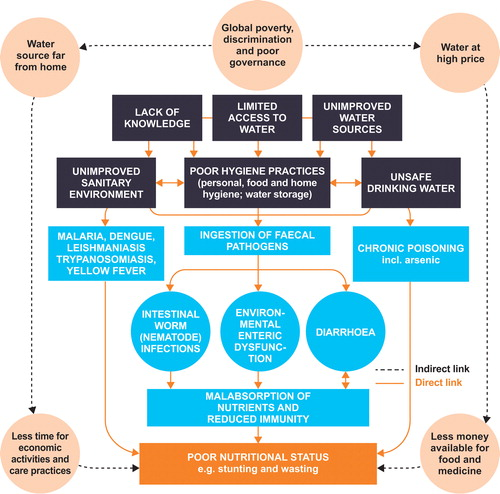 Water
source far
from home
Global poverty,
discrimination
and poor
governance
Water at
high price
LACK OF
KNOWLEDGE
LIMITED
ACCESS TO
WATER
UNIMPROVED
WATER
SOURCES
UNIMPROVED
SANITARY
ENVIRONMENT
POOR HYGIENE PRACTICES
(personal, food and home
hygiene; water storage)
UNSAFE
DRINKING WATER
MALARIA, DENGUE,
LEISHMANIASIS
TRYPANOSOMIASIS,
YELLOW FEVER
INGESTION OF FAECAL
PATHOGENS
CHRONIC POISONING
incl. arsenic
INTESTINAL
WORM
(NEMATODE)
INFECTIONS
ENVIRON-
MENTAL
ENTERIC
DYSFUNC-
TION
DIARRHOEA
Indirect link
Direct link
MALABSORPTION OF
NUTRIENTS AND
REDUCED IMMUNITY
Less time for
economic
activities and
care practices
POOR NUTRITIONAL STATUS
e.g. stunting and wasting
Less money
available for
food and
medicine